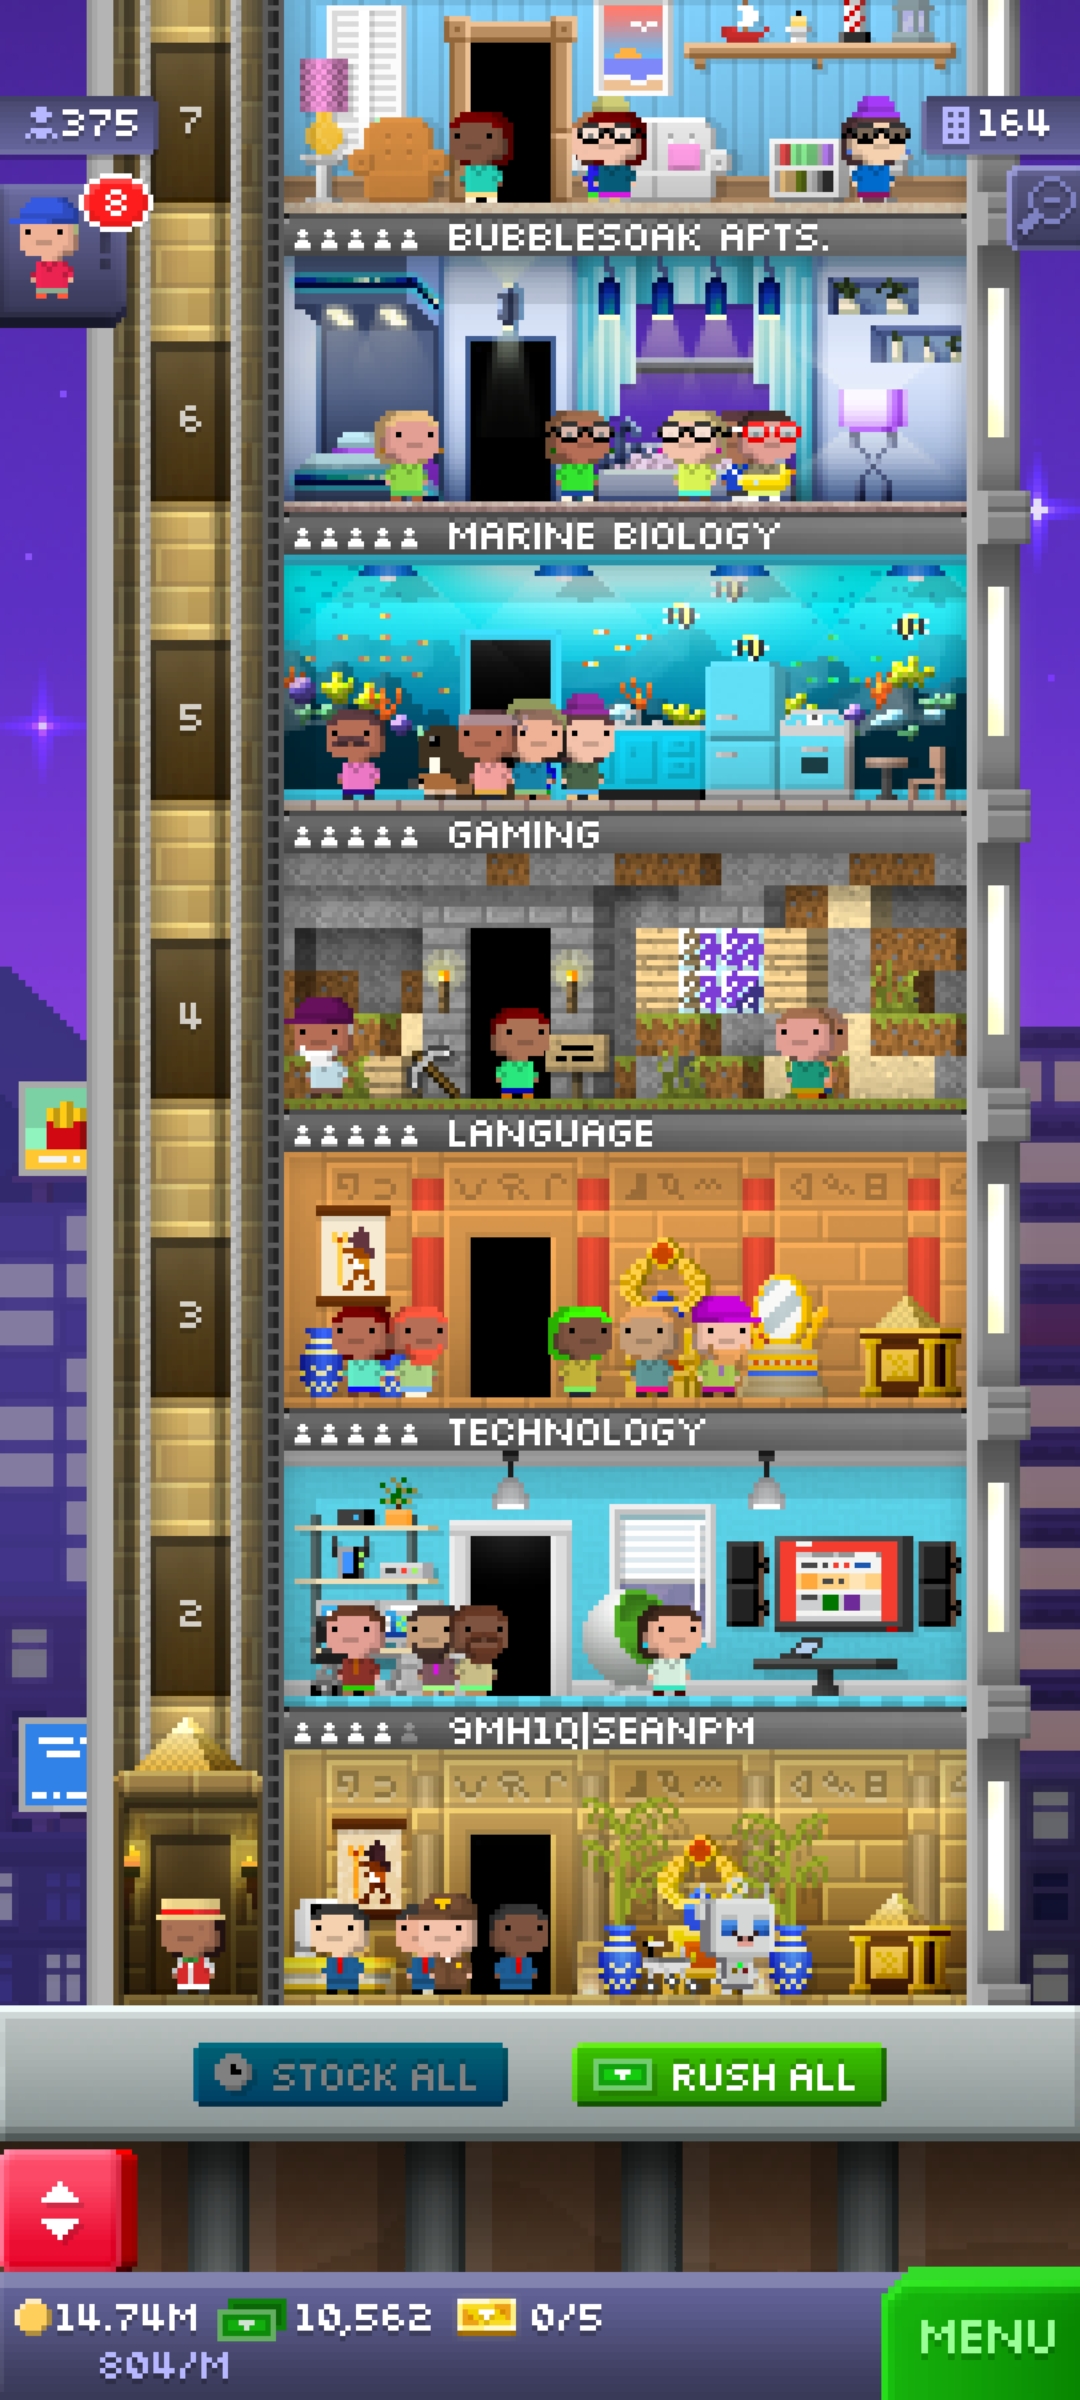 7
375
164
8
BUBBLESOAK APTS.
6
MARINE BIOLOGY
5
GAMING
4
LANGUAGE
3
TECHNOLOGY
2
9MH1Q|SEANPM
STOCK ALL
RUSH ALL
14.74M
10,562
0/5
804/M
MENU